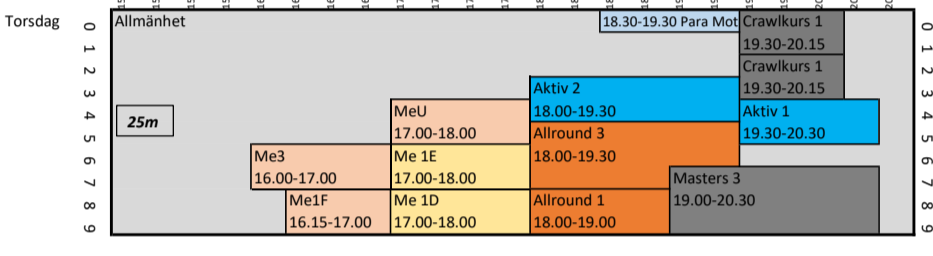 Torsdag
0 1 2 3 4 5 6 7 8 9
Allmänhet
25m
18.30-19.30 Para Mot
Crawlkurs 1
19.30-20.15
Crawlkurs 1
19.30-20.15
Aktiv 2
18.00-19.30
MeU
17.00-18.00
Aktiv 1
19.30-20.30
Allround 3
18.00-19.30
Me3
16.00-17.00
Me 1E
17.00-18.00
Masters 3
19.00-20.30
Me1F
16.15-17.00
Me 1D
17.00-18.00
Allround 1
18.00-19.00
0 1 2 3 4 5 6 7 8 9